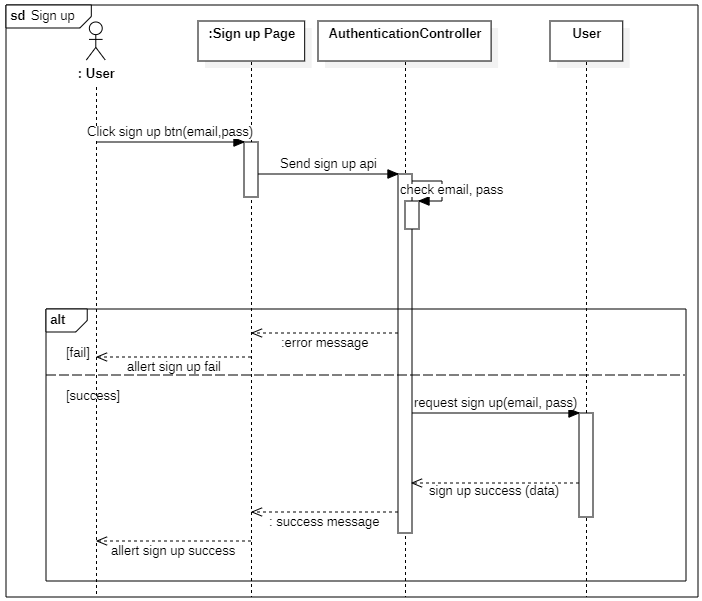 sd Sign up
:Sign up Page
AuthenticationController
User
: User
Click sign up btn(email,pass)
Send sign up api
check email, pass
alt
:error message
[fail]
allert sign up fail
[success]
request sign up(email, pass)
sign up success (data)
: success message
allert sign up success